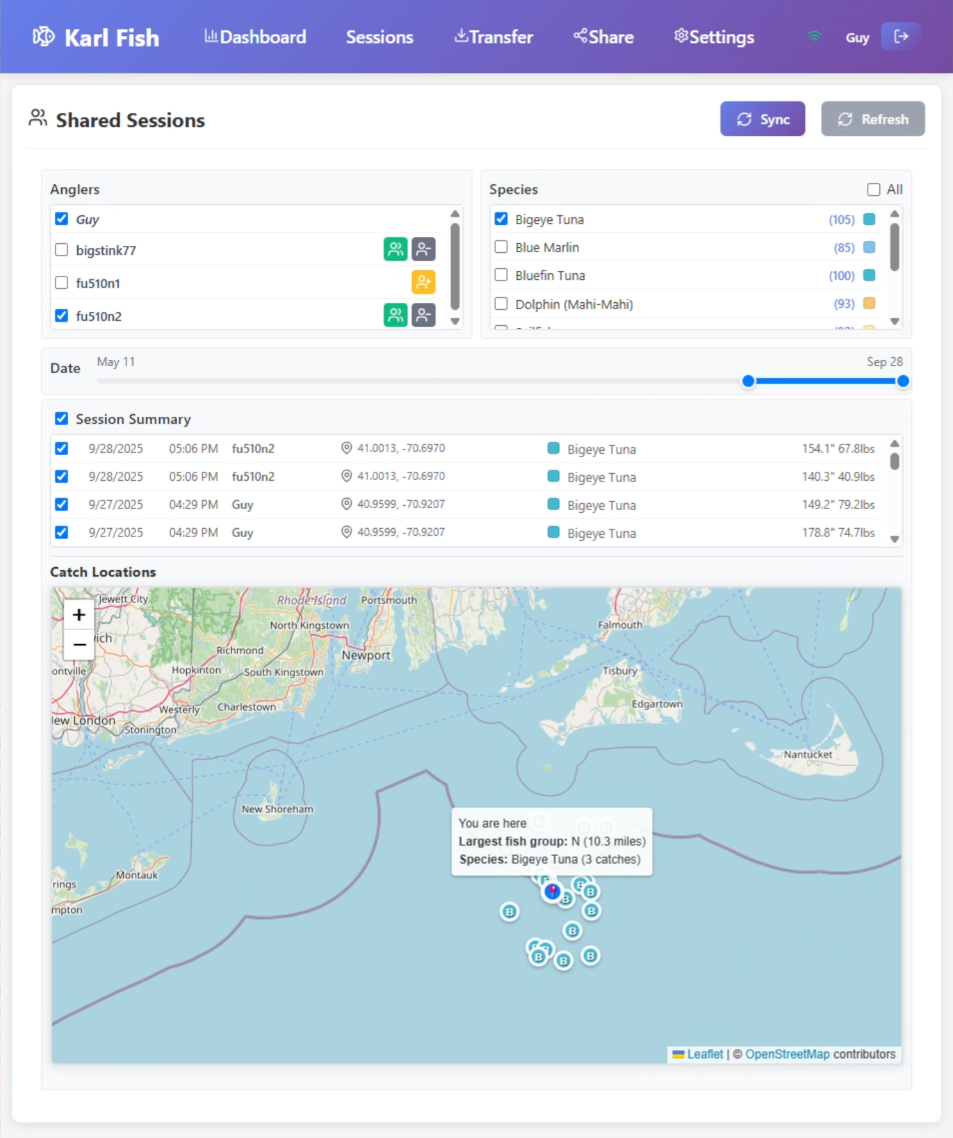 Karl Fish
Dashboard
Sessions
Transfer
Share
Settings
Guy
Shared Sessions
Sync
Refresh
Anglers
Guy
bigstink77
fu510n1
fu510n2
Species
All
Bigeye Tuna (105)
Blue Marlin (85)
Bluefin Tuna (100)
Dolphin (Mahi-Mahi) (93)
Date
May 11
Sep 28
Session Summary
9/28/2025 05:06 PM fu510n2 41.0013, -70.6970 Bigeye Tuna 154.1" 67.8lbs
9/28/2025 05:06 PM fu510n2 41.0013, -70.6970 Bigeye Tuna 140.3" 40.9lbs
9/27/2025 04:29 PM Guy 40.9599, -70.9207 Bigeye Tuna 149.2" 79.2lbs
9/27/2025 04:29 PM Guy 40.9599, -70.9207 Bigeye Tuna 178.8" 74.7lbs
Catch Locations
+
−
Jewett City
Rhode Island
Portsmouth
North Kingstown
Falmouth
wich
Richmond
Newport
ontville
Hopkinton
South Kingstown
Tisbury
Edgartown
Westerly
Charlestown
ew London
Stonington
Nantucket
New Shoreham
You are here
Largest fish group: N (10.3 miles)
Species: Bigeye Tuna (3 catches)
Montauk
rings
mpton
B
B
B
B
B
B
B
B
B
B
B
Leaflet | © OpenStreetMap contributors